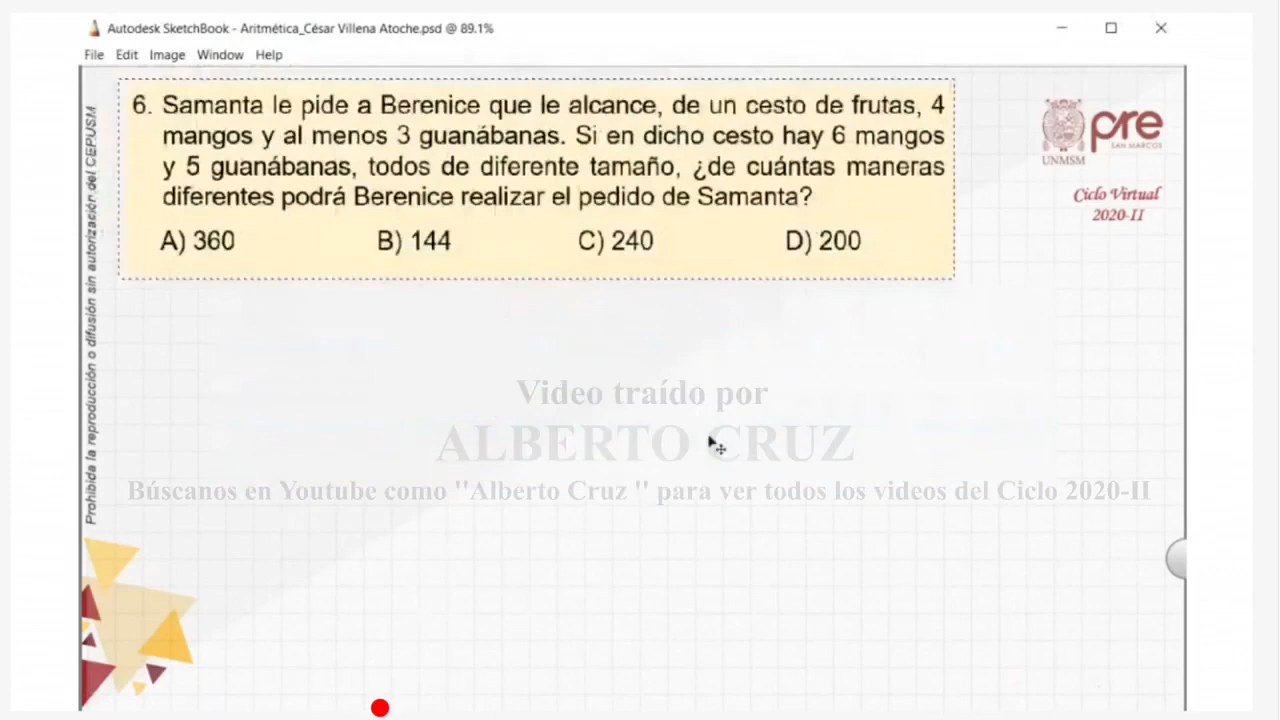 Autodesk SketchBook - Aritmética_César Villena Atoche.psd @ 89.1%
File Edit Image Window Help
6. Samanta le pide a Berenice que le alcance, de un cesto de frutas, 4
mangos y al menos 3 guanábanas. Si en dicho cesto hay 6 mangos
y 5 guanábanas, todos de diferente tamaño, ¿de cuántas maneras
diferentes podrá Berenice realizar el pedido de Samanta?
A) 360 B) 144 C) 240 D) 200
pre
SAN MARCOS
UNMSM
Ciclo Virtual
2020-II
Prohibida la reproducción o difusión sin autorización del CEPUSM
Video traído por
ALBERTO CRUZ
Búscanos en Youtube como "Alberto Cruz " para ver todos los videos del Ciclo 2020-II